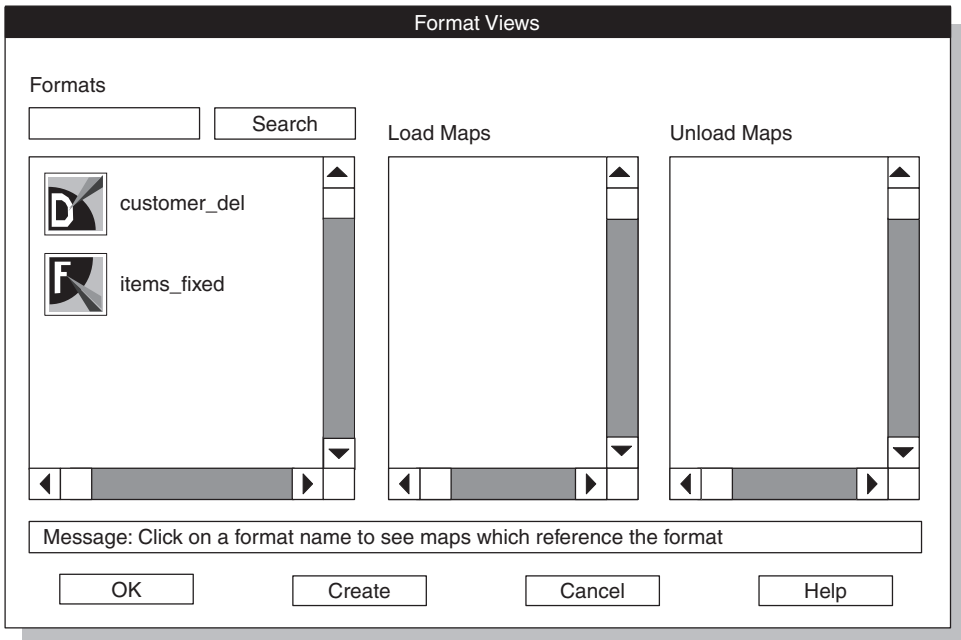 Format Views
Formats
Search
Load Maps
Unload Maps
D customer_del
F items_fixed
Message: Click on a format name to see maps which reference the format
OK
Create
Cancel
Help